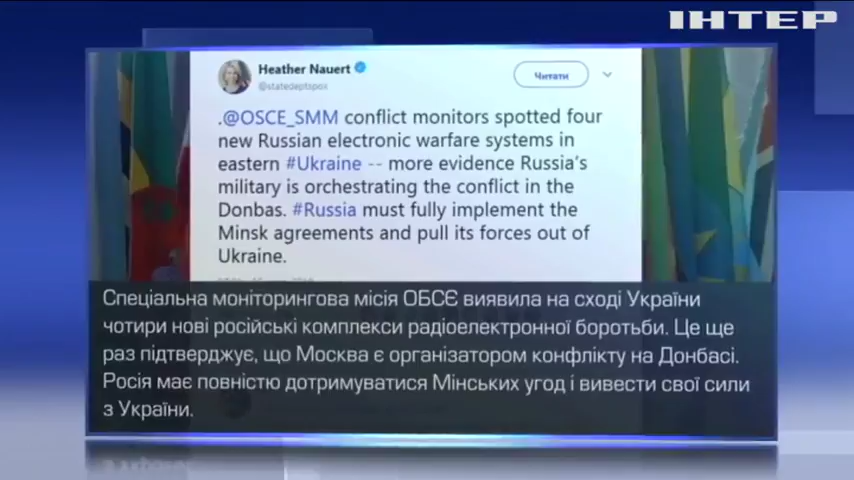 ІНТЕР
Heather Nauert
@statedeptspox
Читати
.@OSCE_SMM conflict monitors spotted four
new Russian electronic warfare systems in
eastern #Ukraine -- more evidence Russia's
military is orchestrating the conflict in the
Donbas. #Russia must fully implement the
Minsk agreements and pull its forces out of
Ukraine.
Спеціальна моніторингова місія ОБСЄ виявила на сході України
чотири нові російські комплекси радіоелектронної боротьби. Це ще
раз підтверджує, що Москва є організатором конфлікту на Донбасі.
Росія має повністю дотримуватися Мінських угод і вивести свої сили
з України.